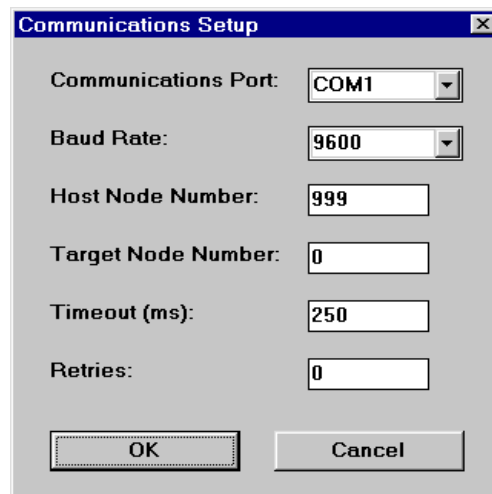 Communications Setup
Communications Port: COM1
Baud Rate: 9600
Host Node Number: 999
Target Node Number: 0
Timeout (ms): 250
Retries: 0
OK Cancel